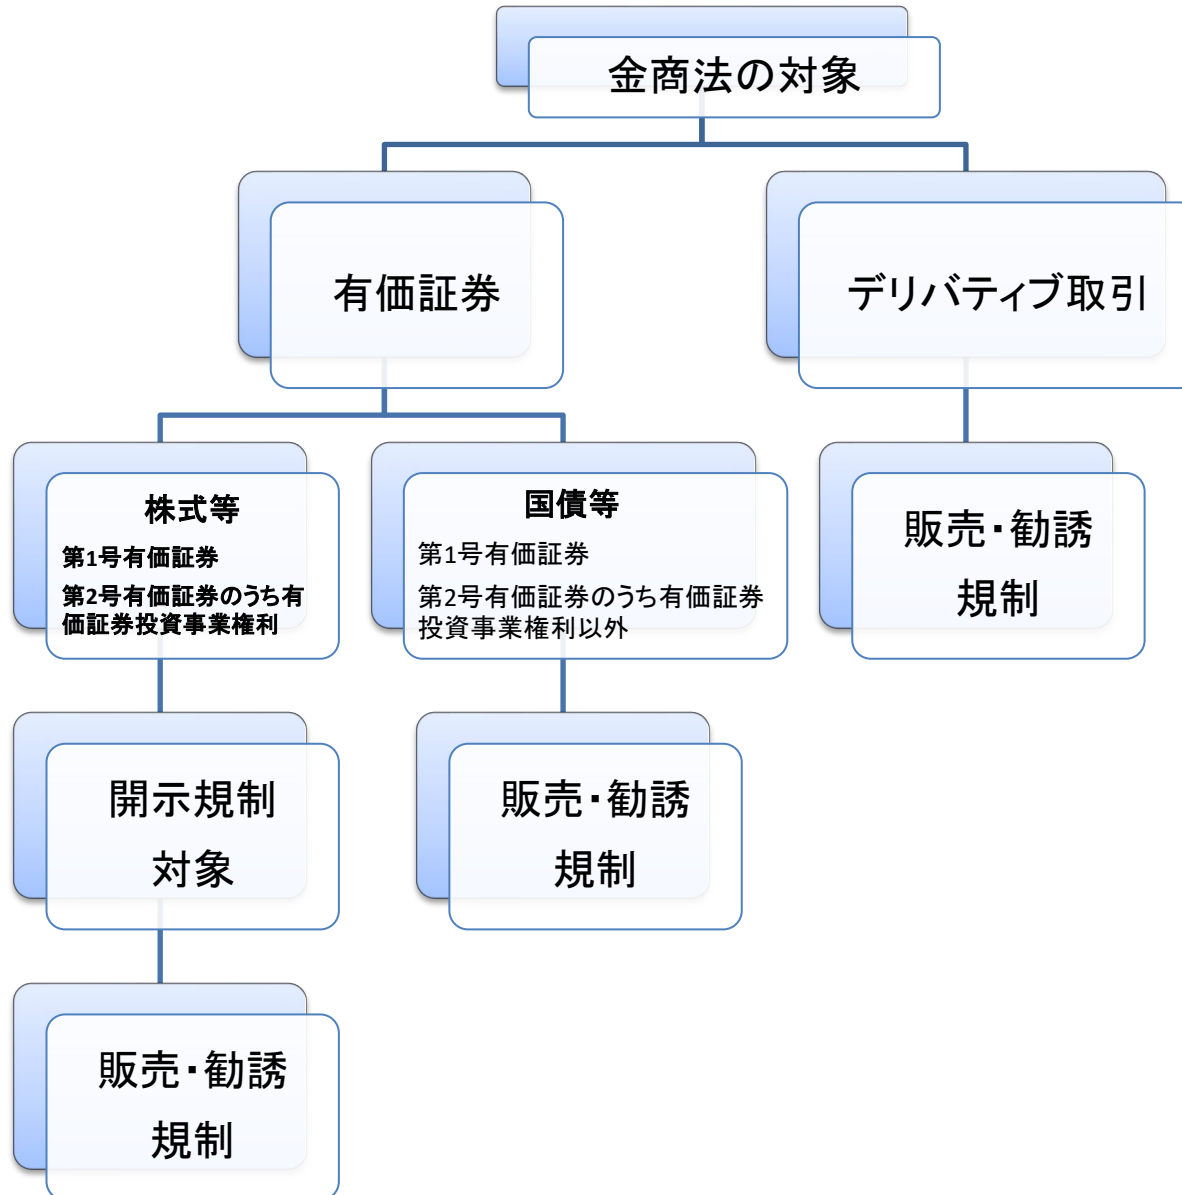 金商法の対象
有価証券
デリバティブ取引
株式等
第1号有価証券
第2号有価証券のうち有
価証券投資事業権利
国債等
第1号有価証券
第2号有価証券のうち有価証券
投資事業権利以外
販売・勧誘
規制
開示規制
対象
販売・勧誘
規制
販売・勧誘
規制